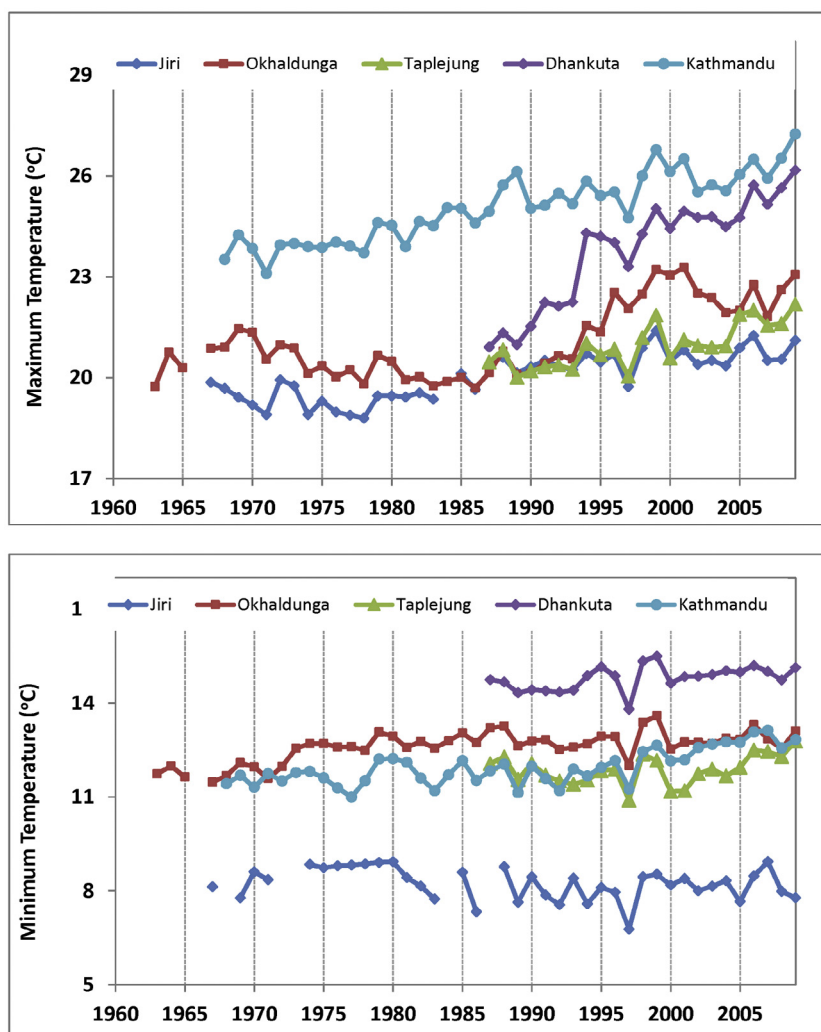 Jiri Okhaldunga Taplejung Dhankuta Kathmandu
29
26
23
20
17
Maximum Temperature (ºC)
1960 1965 1970 1975 1980 1985 1990 1995 2000 2005
Jiri Okhaldunga Taplejung Dhankuta Kathmandu
1
14
11
8
5
Minimum Temperature (ºC)
1960 1965 1970 1975 1980 1985 1990 1995 2000 2005